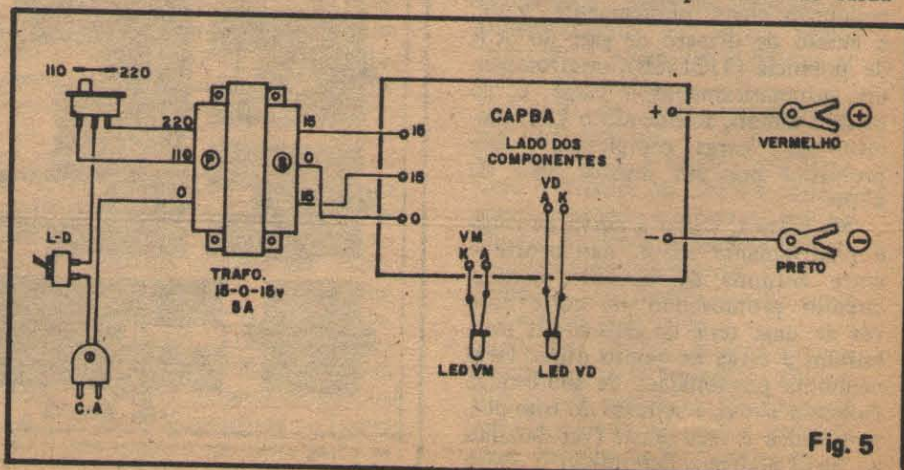 110 220
220
110
0
P
S
15
0
15
L-D
TRAFO.
15-0-15v
5A
C.A
15
15
0
CAPBA
LADO DOS
COMPONENTES
VD
A K
VM
K A
LED VM
LED VD
+
-
VERMELHO
+
PRETO
-
Fig. 5